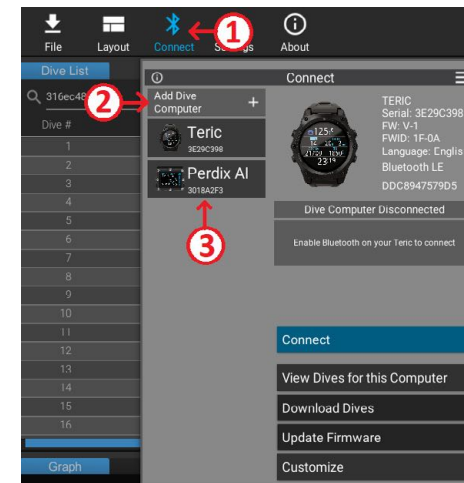 File
Layout
Connect
1
About
Dive List
316ec48
Dive #
1
2
3
4
5
6
7
8
9
10
11
12
13
14
15
16
Graph
Connect
2
Add Dive
Computer +
Teric
3E29C398
Perdix AI
3018A2F3
3
TERIC
Serial: 3E29C398
FW: V-1
FWID: 1F-0A
Language: Englis
Bluetooth LE
DDC8947579D5
Dive Computer Disconnected
Enable Bluetooth on your Teric to connect
Connect
View Dives for this Computer
Download Dives
Update Firmware
Customize